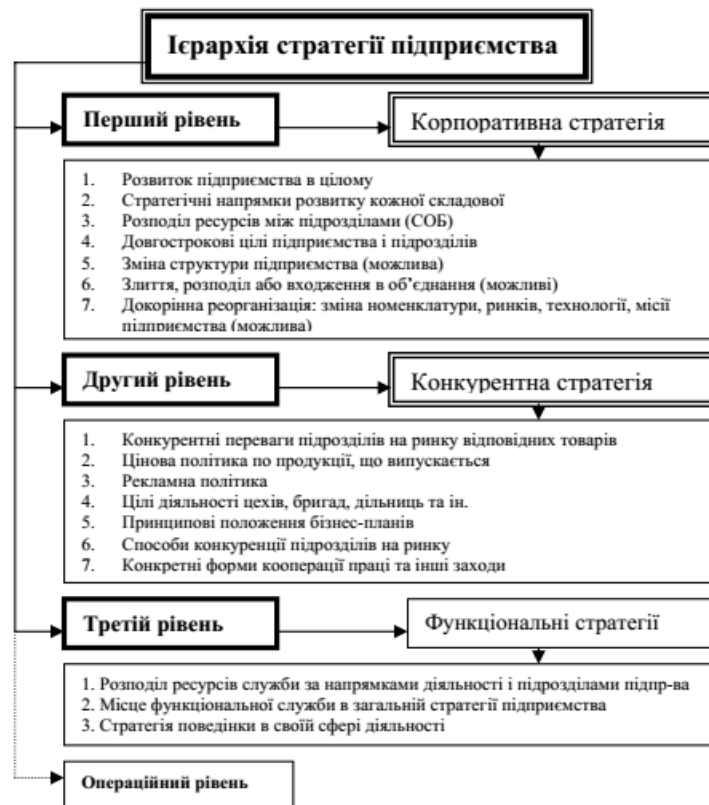 Ієрархія стратегії підприємства
Перший рівень
Корпоративна стратегія
1. Розвиток підприємства в цілому
2. Стратегічні напрямки розвитку кожної складової
3. Розподіл ресурсів між підрозділами (СОБ)
4. Довгострокові цілі підприємства і підрозділів
5. Зміна структури підприємства (можлива)
6. Злиття, розподіл або входження в об’єднання (можливі)
7. Докорінна реорганізація: зміна номенклатури, ринків, технології, місії
підприємства (можлива)
Другий рівень
Конкурентна стратегія
1. Конкурентні переваги підрозділів на ринку відповідних товарів
2. Цінова політика по продукції, що випускається
3. Рекламна політика
4. Цілі діяльності цехів, бригад, дільниць та ін.
5. Принципові положення бізнес-планів
6. Способи конкуренції підрозділів на ринку
7. Конкретні форми кооперації праці та інші заходи
Третій рівень
Функціональні стратегії
1. Розподіл ресурсів служби за напрямками діяльності і підрозділами підпр-ва
2. Місце функціональної служби в загальній стратегії підприємства
3. Стратегія поведінки в своїй сфері діяльності
Операційний рівень